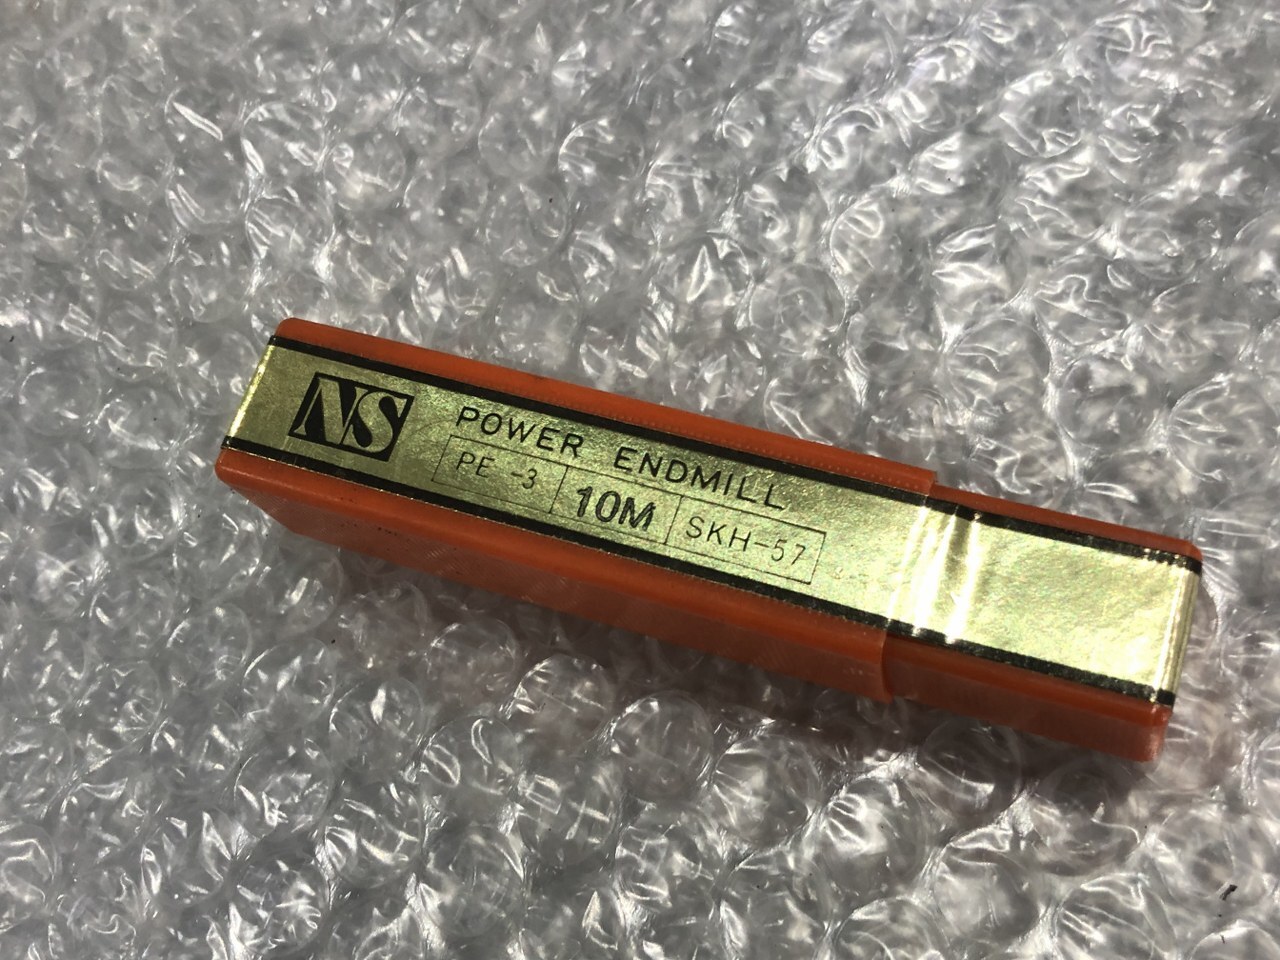 NS
POWER ENDMILL
PE -3 10M SKH-57